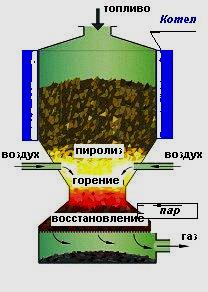 топливо
Котел
пиролиз
воздух
воздух
горение
пар
восстановление
газ